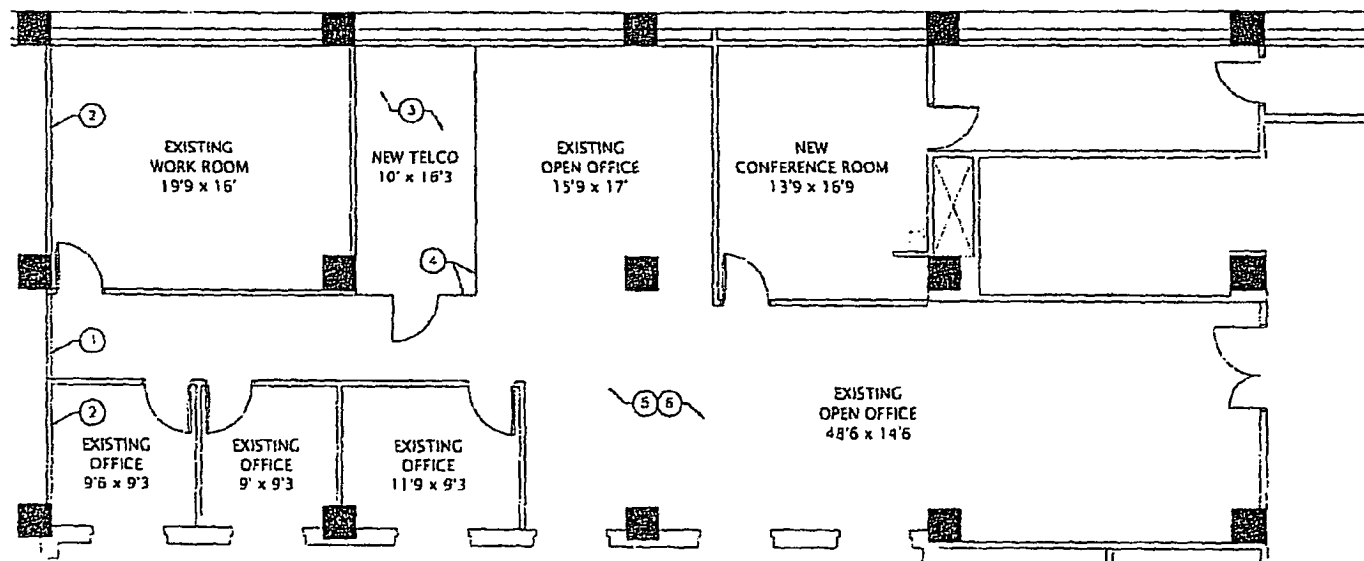 3
2
EXISTING
WORK ROOM
19'9 x 16'
NEW TELCO
10' x 16'3
EXISTING
OPEN OFFICE
15'9 x 17'
NEW
CONFERENCE ROOM
13'9 x 16'9
4
1
5 6
2
EXISTING
OFFICE
9'6 x 9'3
EXISTING
OFFICE
9' x 9'3
EXISTING
OFFICE
11'9 x 9'3
EXISTING
OPEN OFFICE
48'6 x 14'6